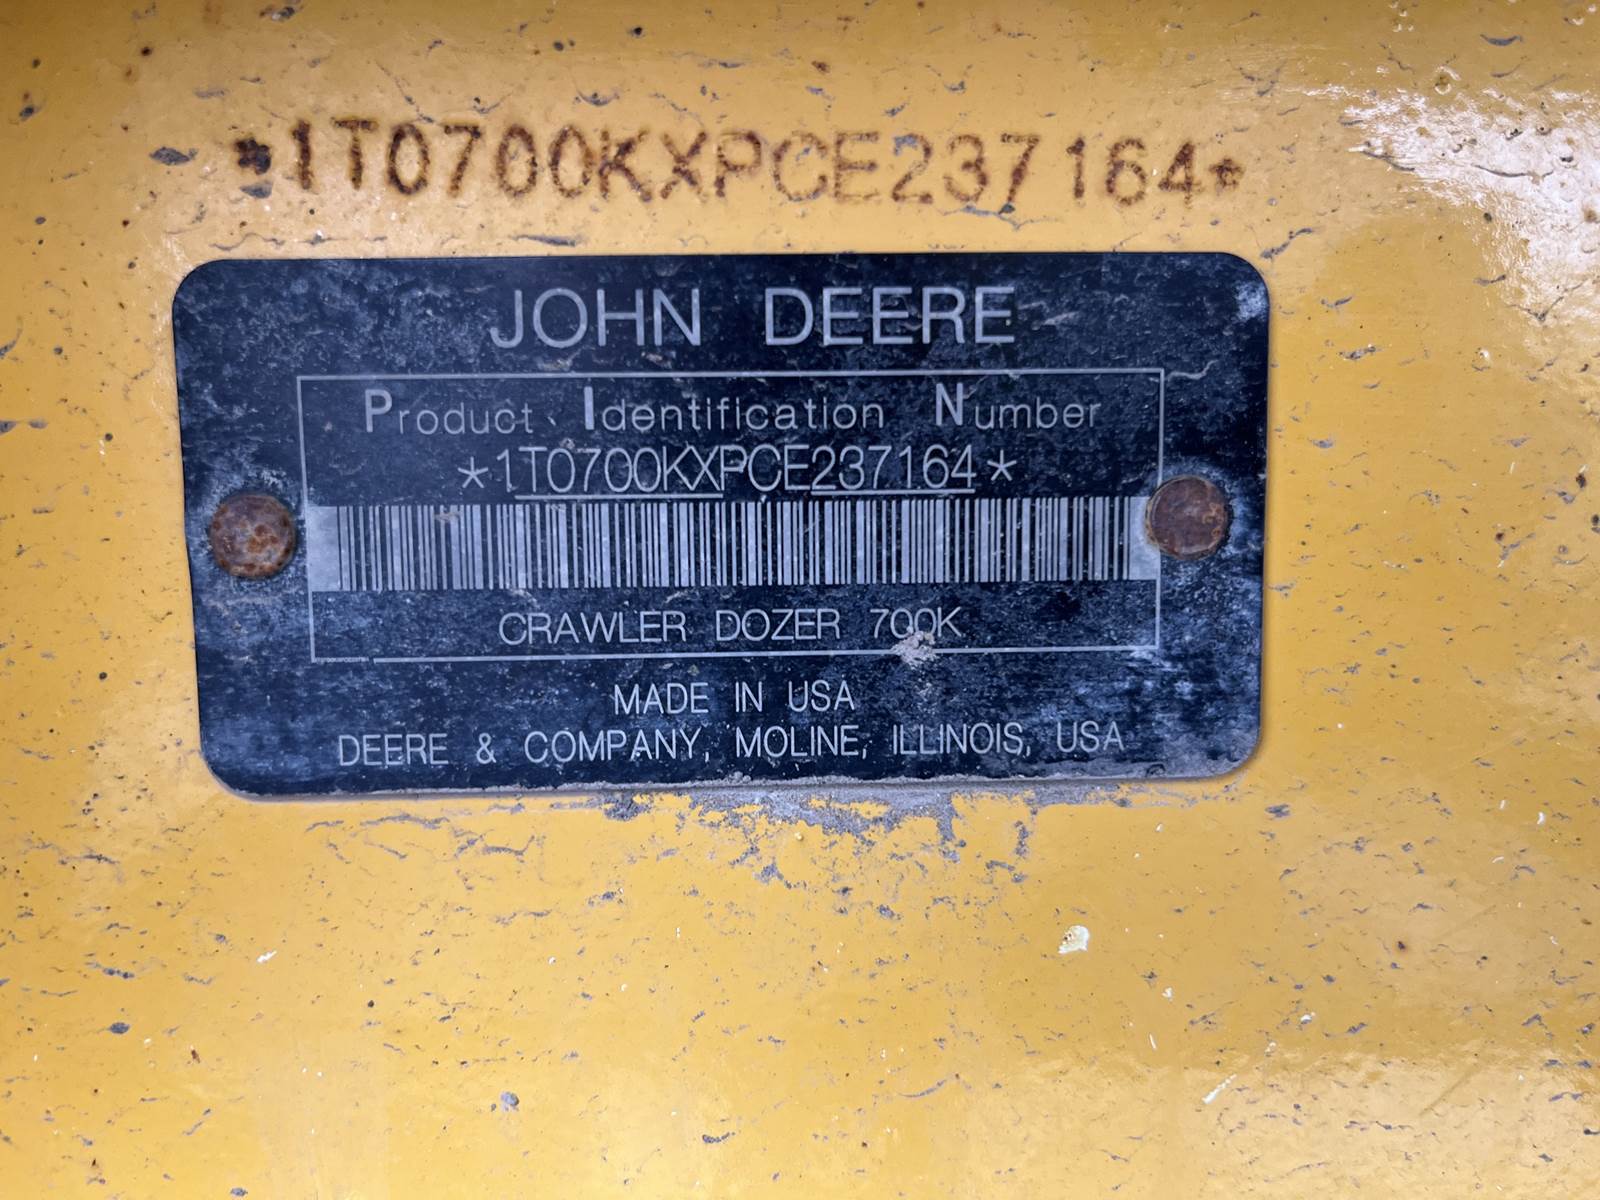 *1T0700KXPCE237164*
JOHN DEERE
Product Identification Number
*1T0700KXPCE237164*
CRAWLER DOZER 700K
MADE IN USA
DEERE & COMPANY, MOLINE, ILLINOIS, USA